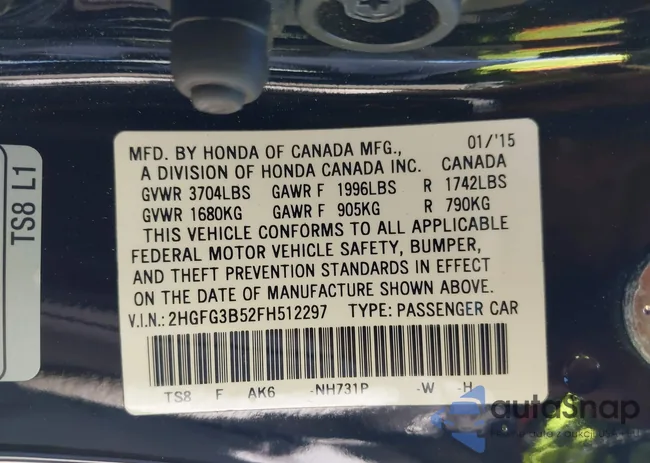 TS8 L1
MFD. BY HONDA OF CANADA MFG., 01/'15
A DIVISION OF HONDA CANADA INC. CANADA
GVWR 3704LBS GAWR F 1996LBS R 1742LBS
GVWR 1680KG GAWR F 905KG R 790KG
THIS VEHICLE CONFORMS TO ALL APPLICABLE
FEDERAL MOTOR VEHICLE SAFETY, BUMPER,
AND THEFT PREVENTION STANDARDS IN EFFECT
ON THE DATE OF MANUFACTURE SHOWN ABOVE.
V.I.N.: 2HGFG3B52FH512297 TYPE: PASSENGER CAR
TS8 F AK6 -NH731P -W -H
autoSnap